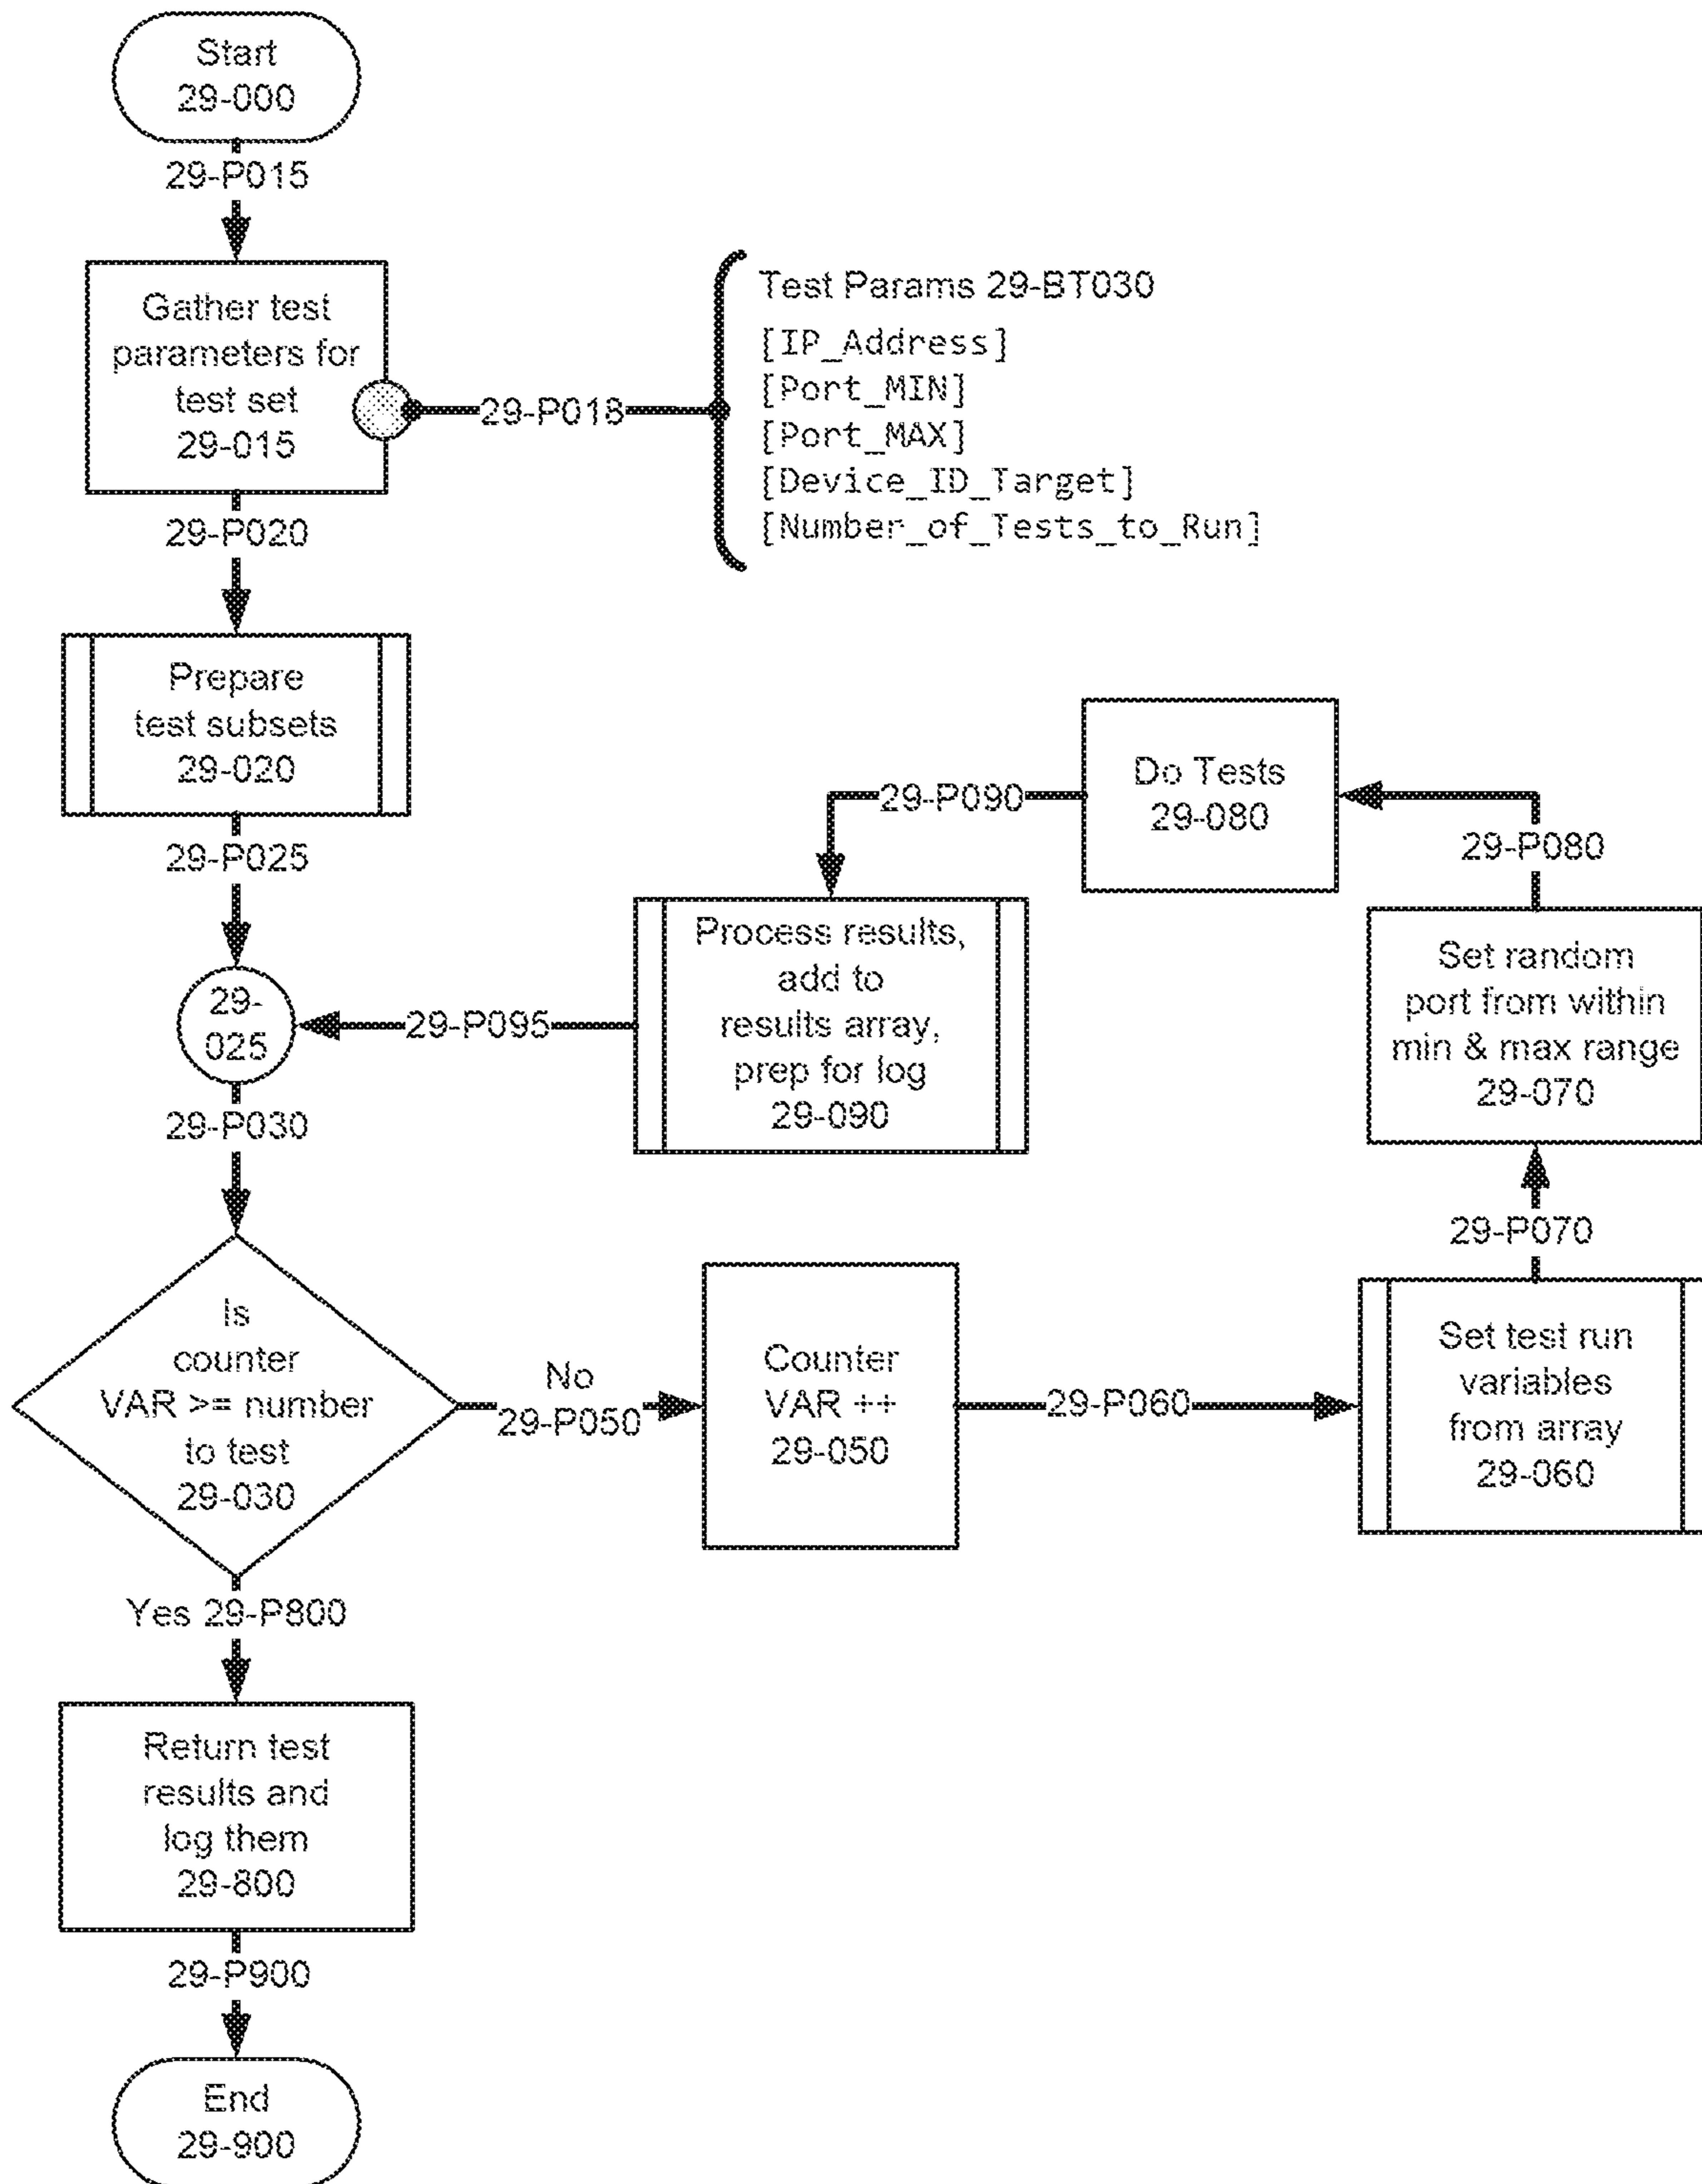 Start
29-000
29-P015
Gather test
parameters for
test set
29-015
29-P018
Test Params 29-BT030
[IP_Address]
[Port_MIN]
[Port_MAX]
[Device_ID_Target]
[Number_of_Tests_to_Run]
29-P020
Prepare
test subsets
29-020
29-P025
29-
025
29-P030
Is
counter
VAR >= number
to test
29-030
No
29-P050
Counter
VAR ++
29-050
29-P060
Set test run
variables
from array
29-060
29-P070
Set random
port from within
min & max range
29-070
29-P080
Do Tests
29-080
29-P090
Process results,
add to
results array,
prep for log
29-090
29-P095
Yes 29-P800
Return test
results and
log them
29-800
29-P900
End
29-900